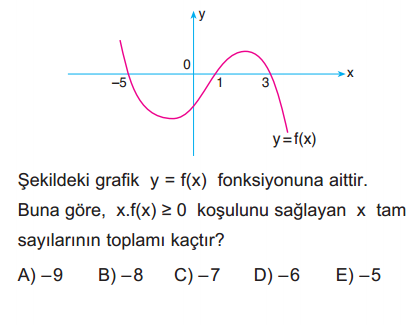 y
0
x
−5
1
3
y=f(x)
Şekildeki grafik y = f(x) fonksiyonuna aittir.
Buna göre, x.f(x) ≥ 0 koşulunu sağlayan x tam
sayılarının toplamı kaçtır?
A) −9 B) −8 C) −7 D) −6 E) −5